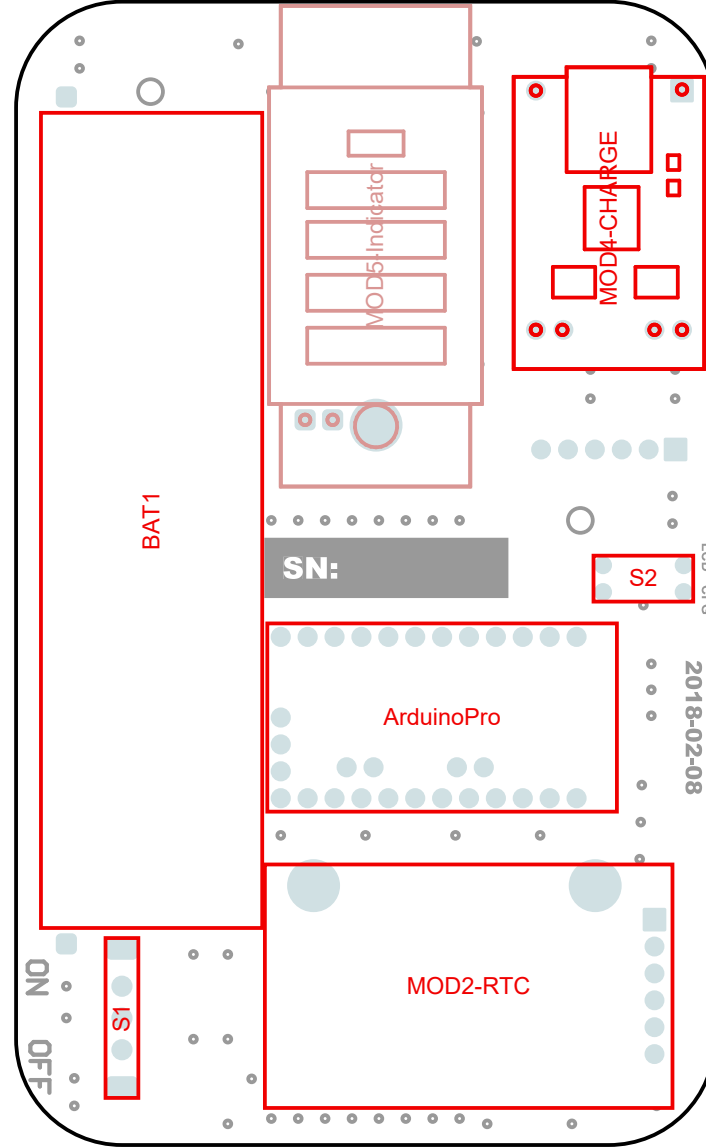 MOD5-Indicator
MOD4-CHARGE
BAT1
SN:
S2
ArduinoPro
2018-02-08
MOD2-RTC
ON
OFF
S1